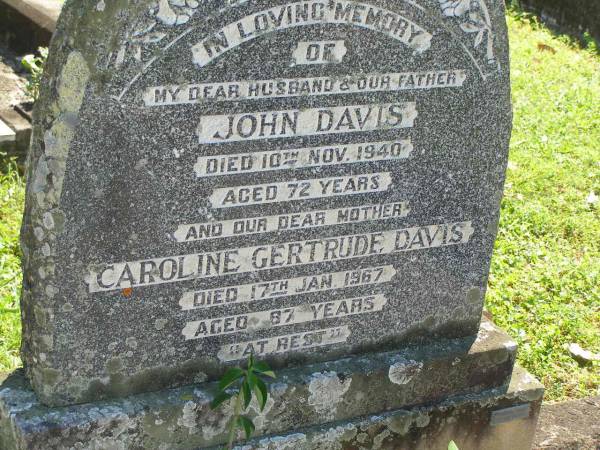 IN LOVING MEMORY
OF
MY DEAR HUSBAND & OUR FATHER
JOHN DAVIS
DIED 10TH NOV. 1940
AGED 72 YEARS
AND OUR DEAR MOTHER
CAROLINE GERTRUDE DAVIS
DIED 17TH JAN. 1967
AGED 87 YEARS
"AT REST"